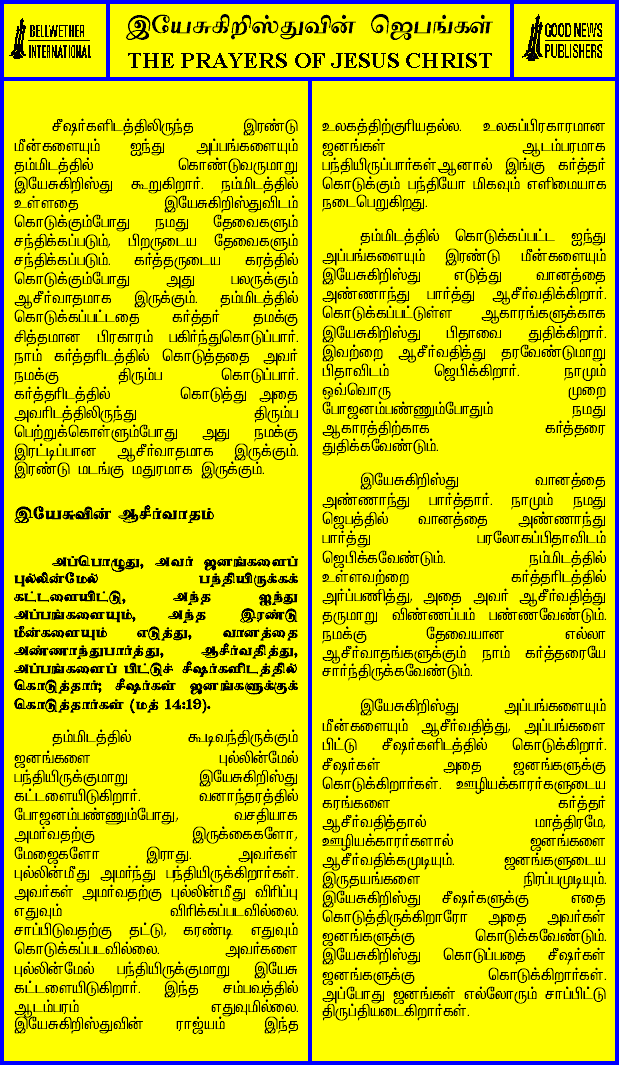 BELLWETHER
INTERNATIONAL
இயேசுகிறிஸ்துவின் ஜெபங்கள்
THE PRAYERS OF JESUS CHRIST
GOOD NEWS
PUBLISHERS
சீஷர்களிடத்திலிருந்த இரண்டு
மீன்களையும் ஐந்து அப்பங்களையும்
தம்மிடத்தில் கொண்டுவருமாறு
இயேசுகிறிஸ்து கூறுகிறார். நம்மிடத்தில்
உள்ளதை இயேசுகிறிஸ்துவிடம்
கொடுக்கும்போது நமது தேவைகளும்
சந்திக்கப்படும், பிறருடைய தேவைகளும்
சந்திக்கப்படும். கர்த்தருடைய கரத்தில்
கொடுக்கும்போது அது பலருக்கும்
ஆசீர்வாதமாக இருக்கும். தம்மிடத்தில்
கொடுக்கப்பட்டதை கர்த்தர் தமக்கு
சித்தமான பிரகாரம் பகிர்ந்துகொடுப்பார்.
நாம் கர்த்தரிடத்தில் கொடுத்ததை அவர்
நமக்கு திரும்ப கொடுப்பார்.
கர்த்தரிடத்தில் கொடுத்து அதை
அவரிடத்திலிருந்து திரும்ப
பெற்றுக்கொள்ளும்போது அது நமக்கு
இரட்டிப்பான ஆசீர்வாதமாக இருக்கும்.
இரண்டு மடங்கு மதுரமாக இருக்கும்.
இயேசுவின் ஆசீர்வாதம்
அப்பொழுது, அவர் ஜனங்களைப்
புல்லின்மேல் பந்தியிருக்கக்
கட்டளையிட்டு, அந்த ஐந்து
அப்பங்களையும், அந்த இரண்டு
மீன்களையும் எடுத்து, வானத்தை
அண்ணாந்துபார்த்து, ஆசீர்வதித்து,
அப்பங்களைப் பிட்டுச் சீஷர்களிடத்தில்
கொடுத்தார்; சீஷர்கள் ஜனங்களுக்குக்
கொடுத்தார்கள் (மத் 14:19).
தம்மிடத்தில் கூடிவந்திருக்கும்
ஜனங்களை புல்லின்மேல்
பந்தியிருக்குமாறு இயேசுகிறிஸ்து
கட்டளையிடுகிறார். வனாந்தரத்தில்
போஜனம்பண்ணும்போது, வசதியாக
அமர்வதற்கு இருக்கைகளோ,
மேஜைகளோ இராது. அவர்கள்
புல்லின்மீது அமர்ந்து பந்தியிருக்கிறார்கள்.
அவர்கள் அமர்வதற்கு புல்லின்மீது விரிப்பு
எதுவும் விரிக்கப்படவில்லை.
சாப்பிடுவதற்கு தட்டு, கரண்டி எதுவும்
கொடுக்கப்படவில்லை. அவர்களை
புல்லின்மேல் பந்தியிருக்குமாறு இயேசு
கட்டளையிடுகிறார். இந்த சம்பவத்தில்
ஆடம்பரம் எதுவுமில்லை.
இயேசுகிறிஸ்துவின் ராஜ்யம் இந்த
உலகத்திற்குரியதல்ல. உலகப்பிரகாரமான
ஜனங்கள் ஆடம்பரமாக
பந்தியிருப்பார்கள்.ஆனால் இங்கு கர்த்தர்
கொடுக்கும் பந்தியோ மிகவும் எளிமையாக
நடைபெறுகிறது.
தம்மிடத்தில் கொடுக்கப்பட்ட ஐந்து
அப்பங்களையும் இரண்டு மீன்களையும்
இயேசுகிறிஸ்து எடுத்து வானத்தை
அண்ணாந்து பார்த்து ஆசீர்வதிக்கிறார்.
கொடுக்கப்பட்டுள்ள ஆகாரங்களுக்காக
இயேசுகிறிஸ்து பிதாவை துதிக்கிறார்.
இவற்றை ஆசீர்வதித்து தரவேண்டுமாறு
பிதாவிடம் ஜெபிக்கிறார். நாமும்
ஒவ்வொரு முறை
போஜனம்பண்ணும்போதும் நமது
ஆகாரத்திற்காக கர்த்தரை
துதிக்கவேண்டும்.
இயேசுகிறிஸ்து வானத்தை
அண்ணாந்து பார்த்தார். நாமும் நமது
ஜெபத்தில் வானத்தை அண்ணாந்து
பார்த்து பரலோகப்பிதாவிடம்
ஜெபிக்கவேண்டும். நம்மிடத்தில்
உள்ளவற்றை கர்த்தரிடத்தில்
அர்ப்பணித்து, அதை அவர் ஆசீர்வதித்து
தருமாறு விண்ணப்பம் பண்ணவேண்டும்.
நமக்கு தேவையான எல்லா
ஆசீர்வாதங்களுக்கும் நாம் கர்த்தரையே
சார்ந்திருக்கவேண்டும்.
இயேசுகிறிஸ்து அப்பங்களையும்
மீன்களையும் ஆசீர்வதித்து, அப்பங்களை
பிட்டு சீஷர்களிடத்தில் கொடுக்கிறார்.
சீஷர்கள் அதை ஜனங்களுக்கு
கொடுக்கிறார்கள். ஊழியக்காரர்களுடைய
கரங்களை கர்த்தர்
ஆசீர்வதித்தால் மாத்திரமே,
ஊழியக்காரர்களால் ஜனங்களை
ஆசீர்வதிக்கமுடியும். ஜனங்களுடைய
இருதயங்களை நிரப்பமுடியும்.
இயேசுகிறிஸ்து சீஷர்களுக்கு எதை
கொடுத்திருக்கிறாரோ அதை அவர்கள்
ஜனங்களுக்கு கொடுக்கவேண்டும்.
இயேசுகிறிஸ்து கொடுப்பதை சீஷர்கள்
ஜனங்களுக்கு கொடுக்கிறார்கள்.
அப்போது ஜனங்கள் எல்லோரும் சாப்பிட்டு
திருப்தியடைகிறார்கள்.